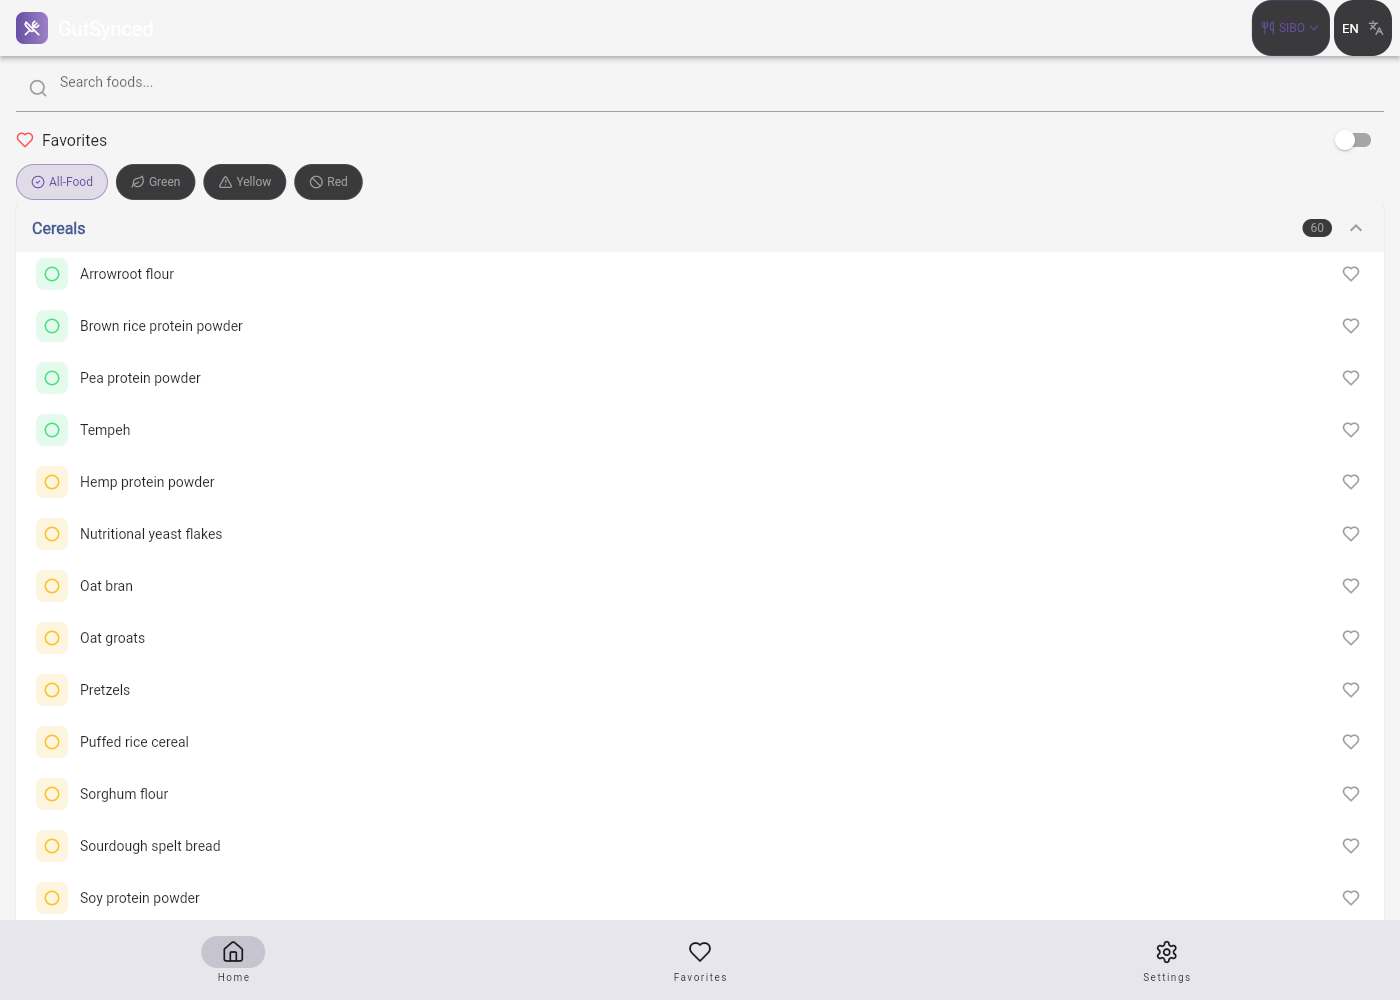 GutSynced
SIBO
EN
Search foods...
Favorites
All-Food
Green
Yellow
Red
Cereals
60
Arrowroot flour
Brown rice protein powder
Pea protein powder
Tempeh
Hemp protein powder
Nutritional yeast flakes
Oat bran
Oat groats
Pretzels
Puffed rice cereal
Sorghum flour
Sourdough spelt bread
Soy protein powder
Home
Favorites
Settings